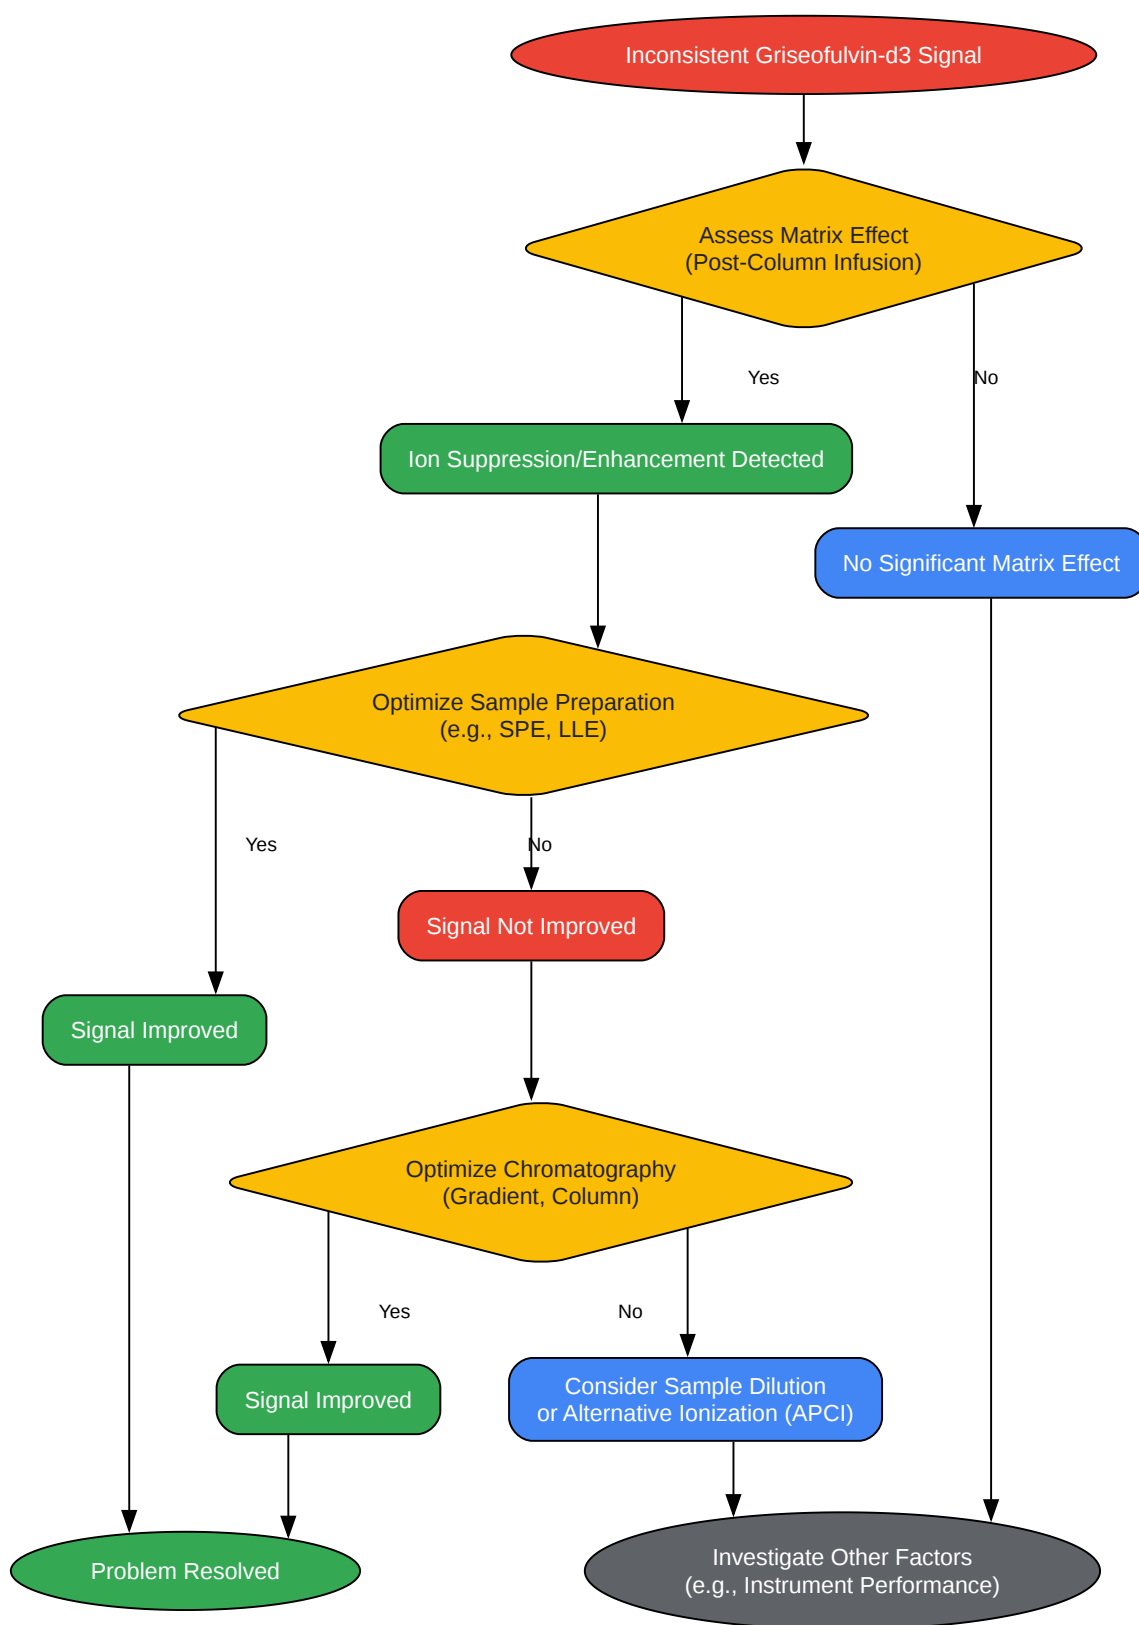 Inconsistent Griseofulvin-d3 Signal
Assess Matrix Effect
(Post-Column Infusion)
Yes
No
Ion Suppression/Enhancement Detected
No Significant Matrix Effect
Optimize Sample Preparation
(e.g., SPE, LLE)
Yes
No
Signal Not Improved
Signal Improved
Optimize Chromatography
(Gradient, Column)
Yes
No
Signal Improved
Consider Sample Dilution
or Alternative Ionization (APCI)
Problem Resolved
Investigate Other Factors
(e.g., Instrument Performance)